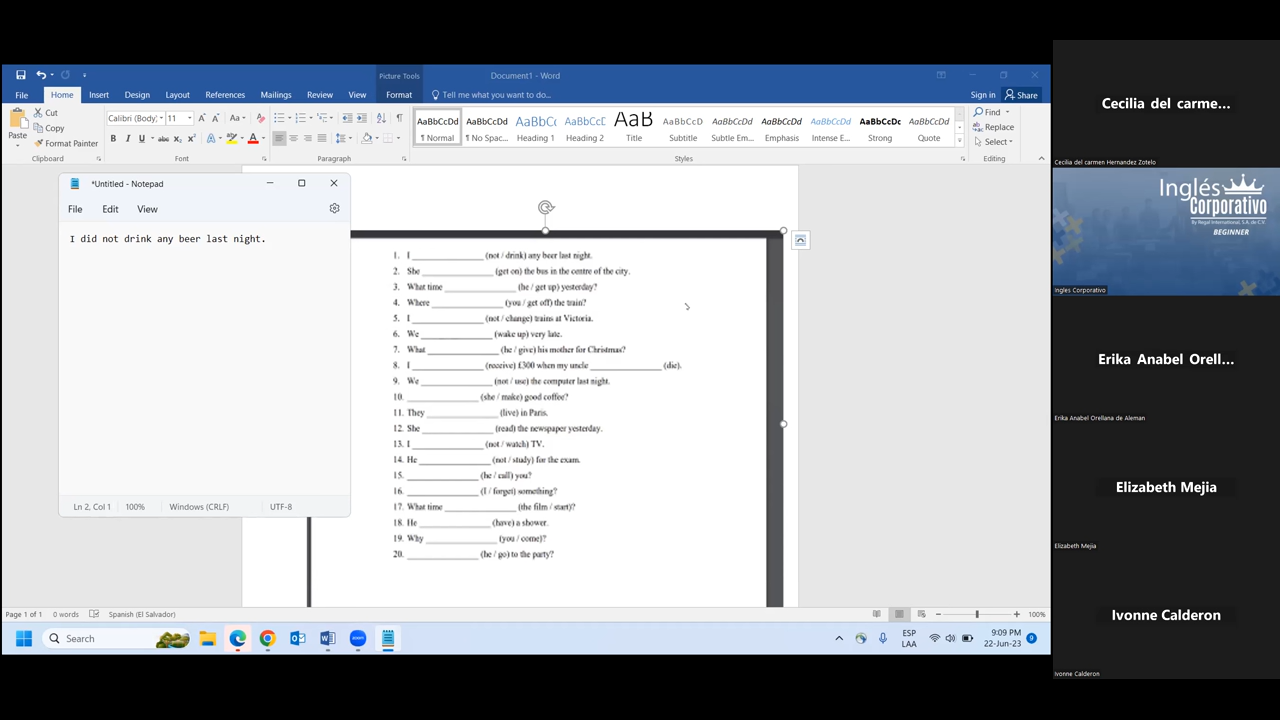 Picture Tools
Document1 - Word
File
Home
Insert
Design
Layout
References
Mailings
Review
View
Format
Tell me what you want to do...
Sign in
Share
Paste
Cut
Copy
Format Painter
Clipboard
Calibri (Body)
11
Font
Paragraph
AaBbCcDd
AaBbCcDd
AaBbCc
AaBbCcC
AaB
AaBbCcD
AaBbCcDd
AaBbCcDd
AaBbCcDd
AaBbCcDc
AaBbCcDd
¶ Normal
¶ No Spac...
Heading 1
Heading 2
Title
Subtitle
Subtle Em...
Emphasis
Intense E...
Strong
Quote
Styles
Find
Replace
Select
Editing
*Untitled - Notepad
File
Edit
View
I did not drink any beer last night.
Ln 2, Col 1
100%
Windows (CRLF)
UTF-8
1. I ______________ (not / drink) any beer last night.
2. She ______________ (get on) the bus in the centre of the city.
3. What time ______________ (he / get up) yesterday?
4. Where ______________ (you / get off) the train?
5. I ______________ (not / change) trains at Victoria.
6. We ______________ (wake up) very late.
7. What ______________ (he / give) his mother for Christmas?
8. I ______________ (receive) £300 when my uncle ______________ (die).
9. We ______________ (not / use) the computer last night.
10. ______________ (she / make) good coffee?
11. They ______________ (live) in Paris.
12. She ______________ (read) the newspaper yesterday.
13. I ______________ (not / watch) TV.
14. He ______________ (not / study) for the exam.
15. ______________ (he / call) you?
16. ______________ (I / forget) something?
17. What time ______________ (the film / start)?
18. He ______________ (have) a shower.
19. Why ______________ (you / come)?
20. ______________ (he / go) to the party?
Page 1 of 1
0 words
Spanish (El Salvador)
100%
Search
ESP
LAA
9:09 PM
22-Jun-23
9
Cecilia del carme...
Cecilia del carmen Hernandez Zotelo
Inglés
Corporativo
By Regal International, S.A. de C.V.
BEGINNER
Ingles Corporativo
Erika Anabel Orell...
Erika Anabel Orellana de Aleman
Elizabeth Mejia
Elizabeth Mejia
Ivonne Calderon
Ivonne Calderon